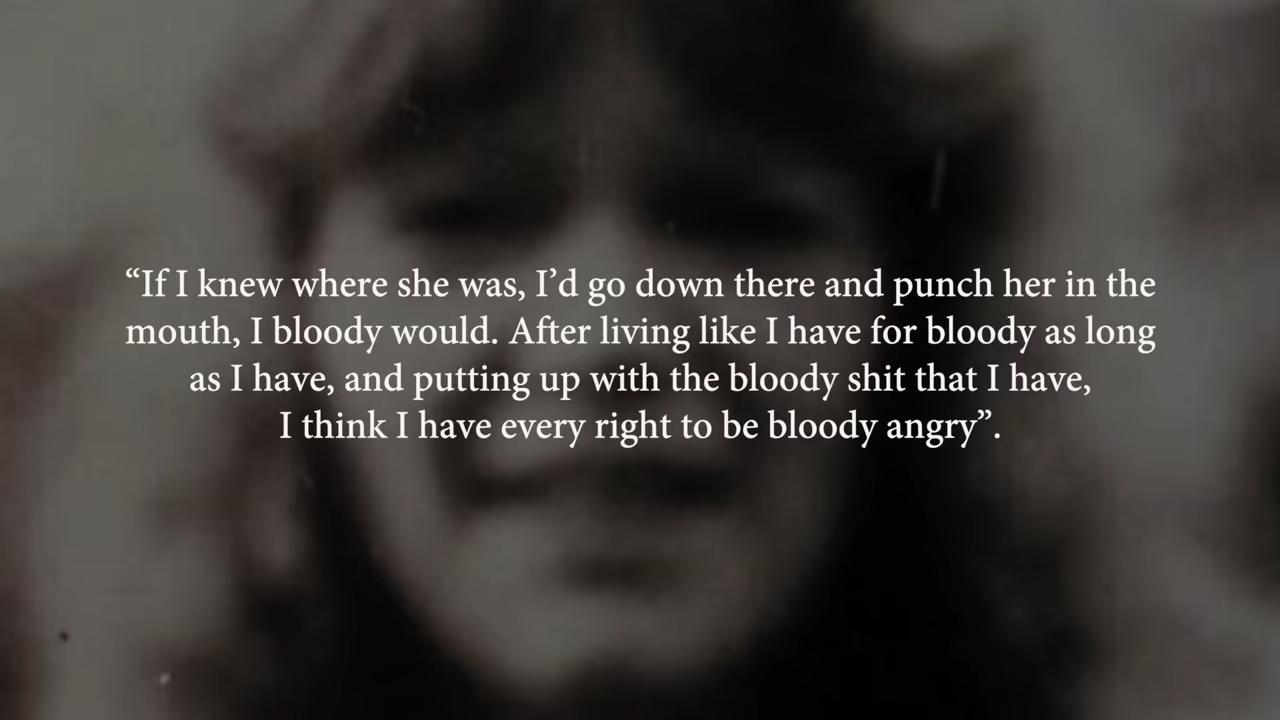 “If I knew where she was, I’d go down there and punch her in the
mouth, I bloody would. After living like I have for bloody as long
as I have, and putting up with the bloody shit that I have,
I think I have every right to be bloody angry”.